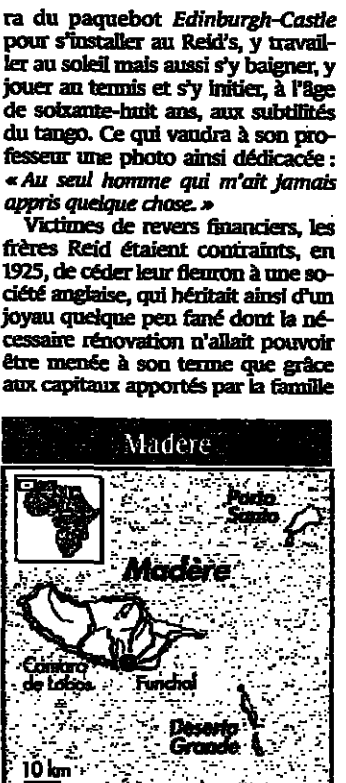 ra du paquebot Edinburgh-Castle
pour s'installer au Reid's, y travail-
ler au soleil mais aussi s'y baigner, y
jouer au tennis et s'y initier, à l'âge
de soixante-huit ans, aux subtilités
du tango. Ce qui vaudra à son pro-
fesseur une photo ainsi dédicacée :
« Au seul homme qui m'ait jamais
appris quelque chose. »
Victimes de revers financiers, les
frères Reid étaient contraints, en
1925, de céder leur fleuron à une so-
ciété anglaise, qui héritait ainsi d'un
joyau quelque peu fané dont la né-
cessaire rénovation n'allait pouvoir
être menée à son terme que grâce
aux capitaux apportés par la famille
Madère
Porto
Santo
Madère
Camara
de Lobos
Funchal
Deserta
Grande
10 km